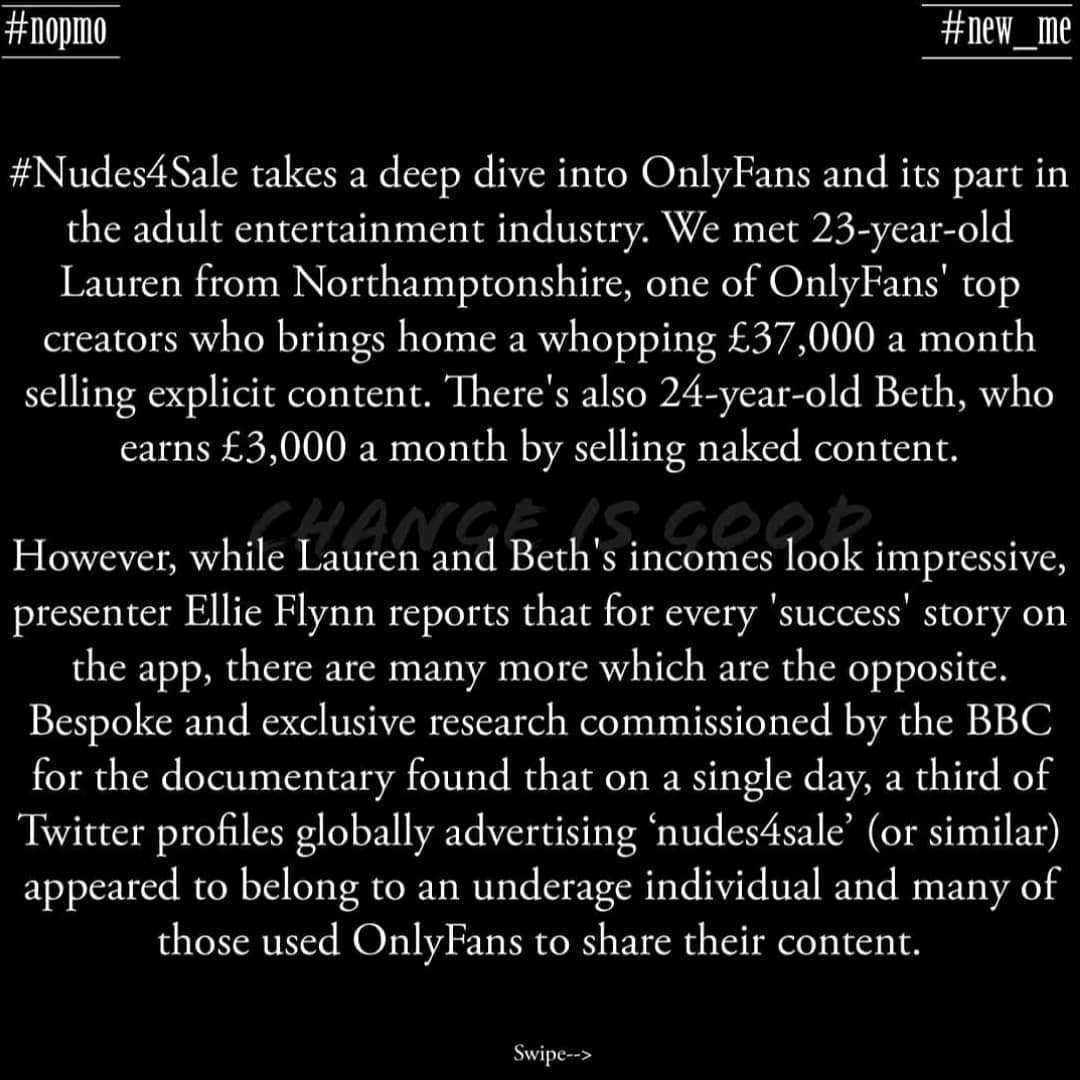 #nopmo
#new_me
#Nudes4Sale takes a deep dive into OnlyFans and its part in
the adult entertainment industry. We met 23-year-old
Lauren from Northamptonshire, one of OnlyFans' top
creators who brings home a whopping £37,000 a month
selling explicit content. There's also 24-year-old Beth, who
earns £3,000 a month by selling naked content.
CHANGE IS GOOD
However, while Lauren and Beth's incomes look impressive,
presenter Ellie Flynn reports that for every 'success' story on
the app, there are many more which are the opposite.
Bespoke and exclusive research commissioned by the BBC
for the documentary found that on a single day, a third of
Twitter profiles globally advertising ‘nudes4sale’ (or similar)
appeared to belong to an underage individual and many of
those used OnlyFans to share their content.
Swipe-->